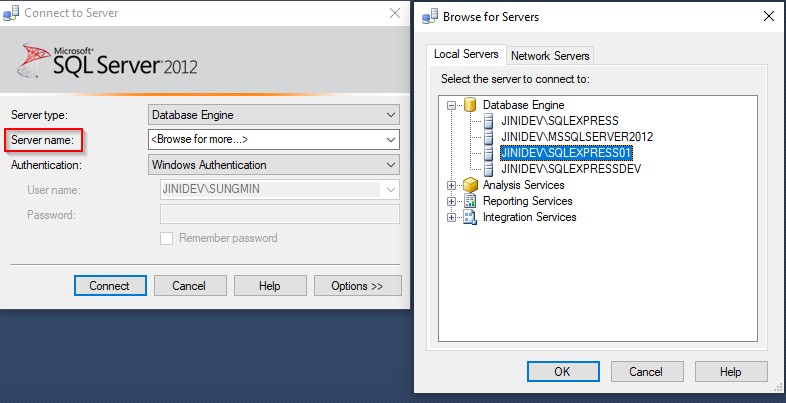 Connect to Server
Microsoft
SQL Server 2012
Server type: Database Engine
Server name: <Browse for more...>
Authentication: Windows Authentication
User name: JINIDEV\SUNGMIN
Password:
Remember password
Connect Cancel Help Options >>
Browse for Servers
Local Servers Network Servers
Select the server to connect to:
Database Engine
JINIDEV\SQLEXPRESS
JINIDEV\MSSQLSERVER2012
JINIDEV\SQLEXPRESS01
JINIDEV\SQLEXPRESSDEV
Analysis Services
Reporting Services
Integration Services
OK Cancel Help